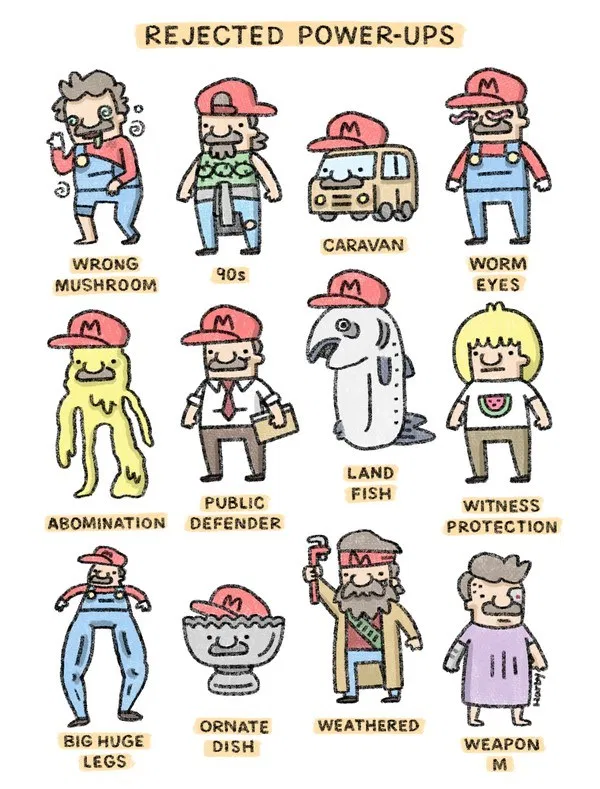 REJECTED POWER-UPS
M
M
M
WRONG
MUSHROOM
90s
CARAVAN
WORM
EYES
M
M
M
ABOMINATION
PUBLIC
DEFENDER
LAND
FISH
WITNESS
PROTECTION
M
M
M
BIG HUGE
LEGS
ORNATE
DISH
WEATHERED
WEAPON
M
Harby